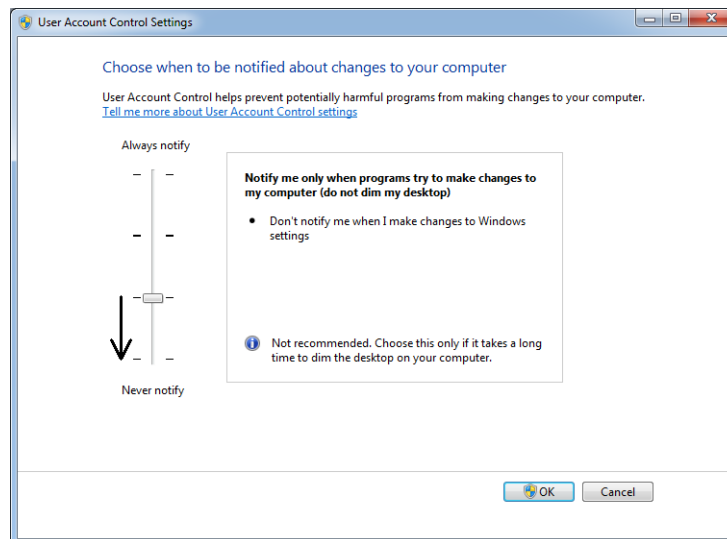 User Account Control Settings
Choose when to be notified about changes to your computer
User Account Control helps prevent potentially harmful programs from making changes to your computer.
Tell me more about User Account Control settings
Always notify
Notify me only when programs try to make changes to
my computer (do not dim my desktop)
• Don't notify me when I make changes to Windows
settings
Not recommended. Choose this only if it takes a long
time to dim the desktop on your computer.
Never notify
OK
Cancel